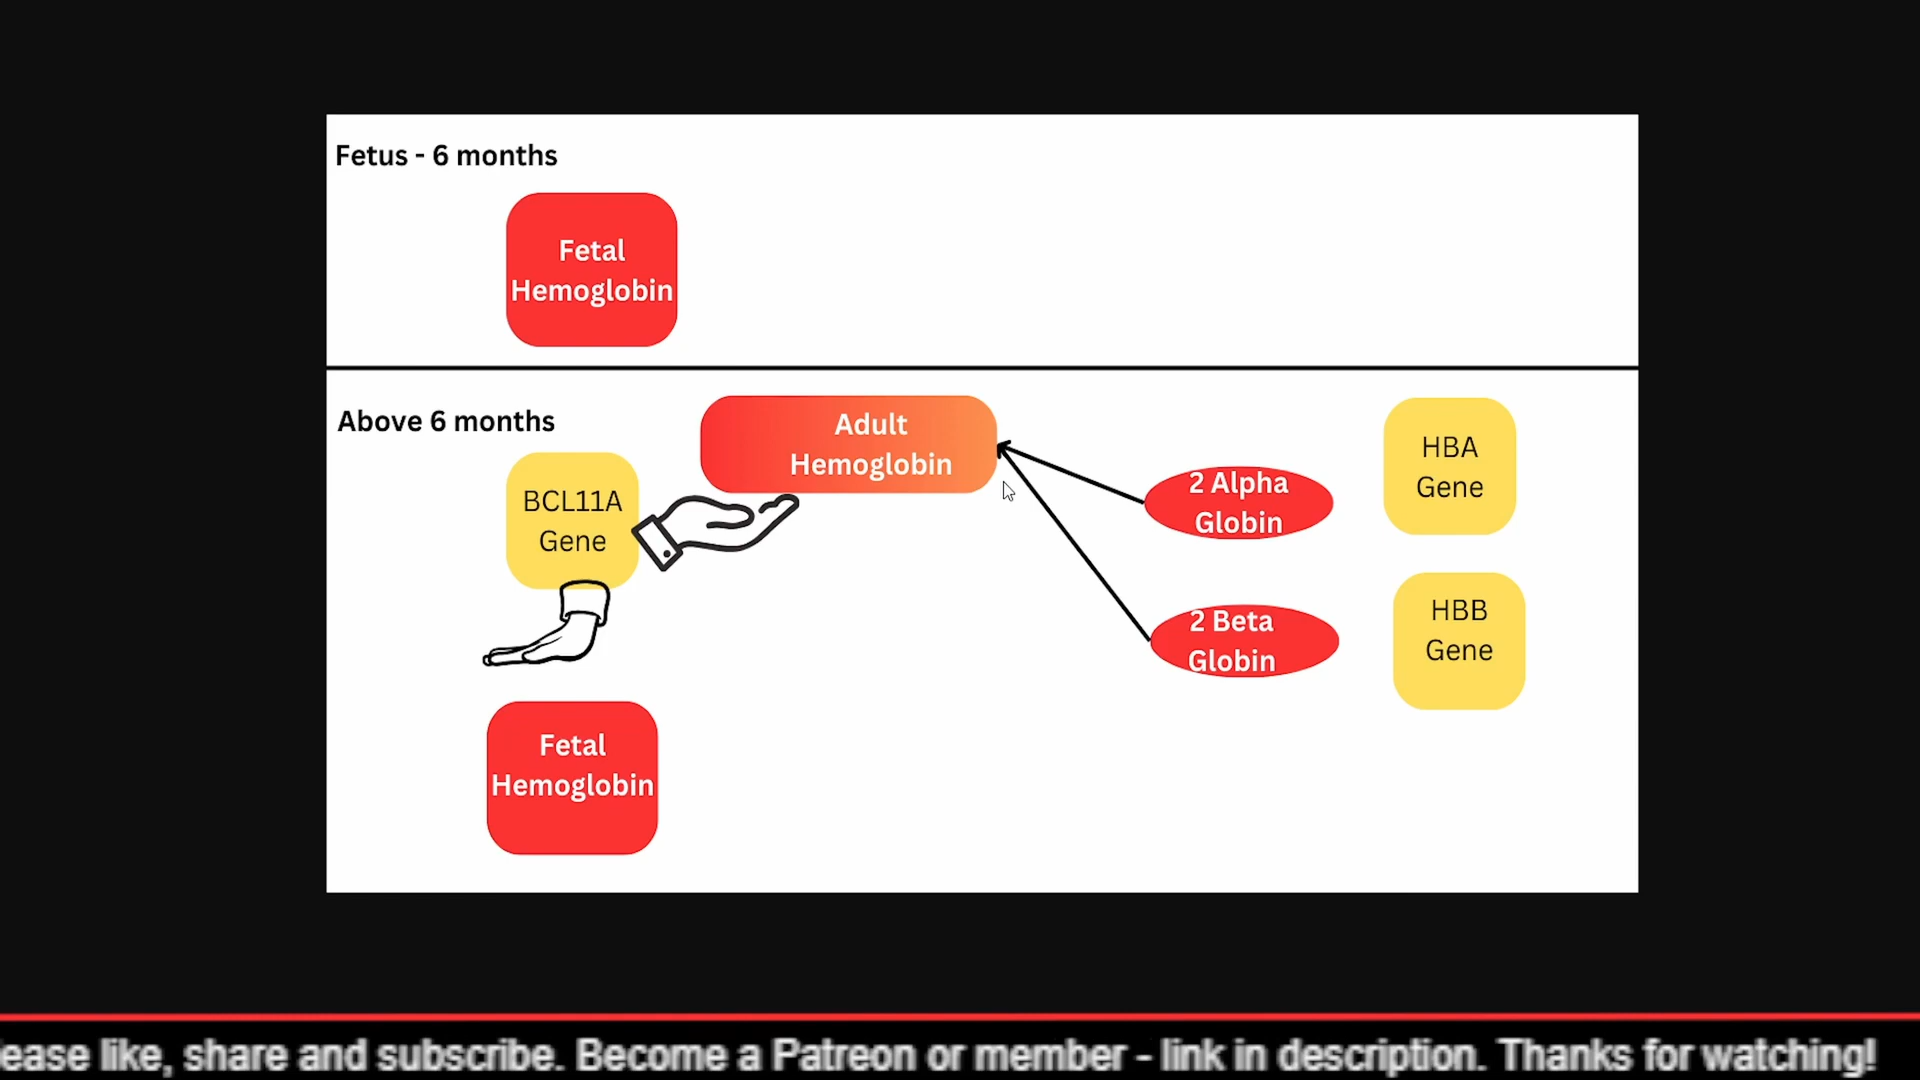 Fetus - 6 months
Fetal
Hemoglobin
Above 6 months
Adult
Hemoglobin
BCL11A
Gene
2 Alpha
Globin
HBA
Gene
2 Beta
Globin
HBB
Gene
Fetal
Hemoglobin
like, share and subscribe. Become a Patreon or member - link in description. Thanks for watching!